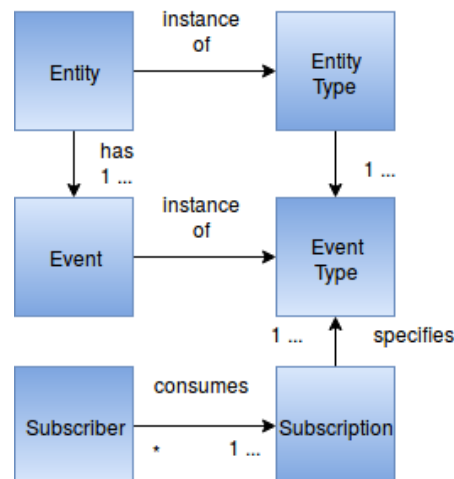 instance
of
Entity
Entity
Type
has
1 ...
1 ...
instance
of
Event
Event
Type
1 ...
specifies
consumes
Subscriber
Subscription
*
1 ...